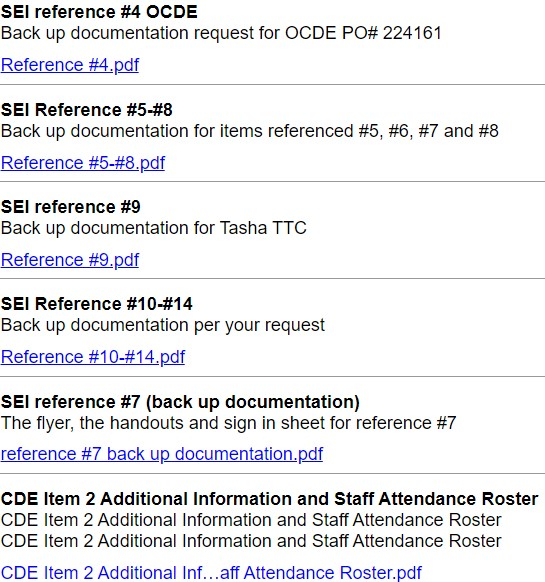 SEI reference #4 OCDE
Back up documentation request for OCDE PO# 224161
Reference #4.pdf
SEI Reference #5-#8
Back up documentation for items referenced #5, #6, #7 and #8
Reference #5-#8.pdf
SEI reference #9
Back up documentation for Tasha TTC
Reference #9.pdf
SEI Reference #10-#14
Back up documentation per your request
Reference #10-#14.pdf
SEI reference #7 (back up documentation)
The flyer, the handouts and sign in sheet for reference #7
reference #7 back up documentation.pdf
CDE Item 2 Additional Information and Staff Attendance Roster
CDE Item 2 Additional Information and Staff Attendance Roster
CDE Item 2 Additional Information and Staff Attendance Roster
CDE Item 2 Additional Inf…aff Attendance Roster.pdf